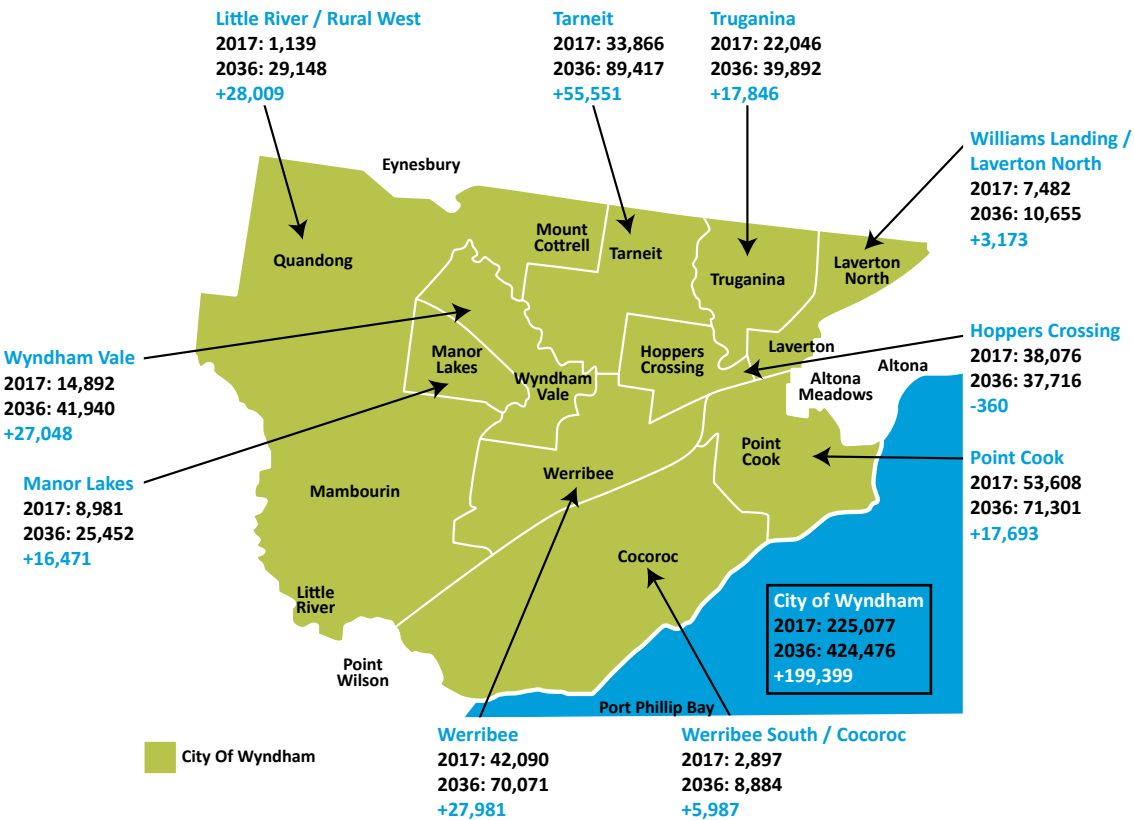 Little River / Rural West
2017: 1,139
2036: 29,148
+28,009
Tarneit
2017: 33,866
2036: 89,417
+55,551
Truganina
2017: 22,046
2036: 39,892
+17,846
Williams Landing /
Laverton North
2017: 7,482
2036: 10,655
+3,173
Eynesbury
Mount
Cottrell
Tarneit
Quandong
Truganina
Laverton
North
Hoppers Crossing
2017: 38,076
2036: 37,716
-360
Wyndham Vale
2017: 14,892
2036: 41,940
+27,048
Manor
Lakes
Wyndham
Vale
Hoppers
Crossing
Laverton
Altona
Meadows
Altona
Point
Cook
Point Cook
2017: 53,608
2036: 71,301
+17,693
Manor Lakes
2017: 8,981
2036: 25,452
+16,471
Mambourin
Werribee
Cocoroc
Little
River
Point
Wilson
City of Wyndham
2017: 225,077
2036: 424,476
+199,399
Port Phillip Bay
City Of Wyndham
Werribee
2017: 42,090
2036: 70,071
+27,981
Werribee South / Cocoroc
2017: 2,897
2036: 8,884
+5,987